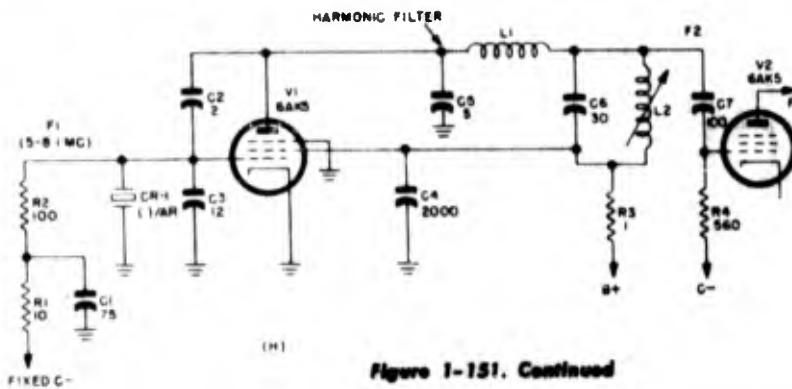 HARMONIC FILTER
L1
F2
V1
6AK5
V2
6AK5
C2
2
C5
5
C6
30
L2
C7
100
F1
(5-8.1 MC)
R2
100
CR-1
( )/AR
C3
12
C4
2000
R3
1
R4
560
R1
10
C1
75
B+
C-
(H)
FIXED C-
Figure 1-151. Continued